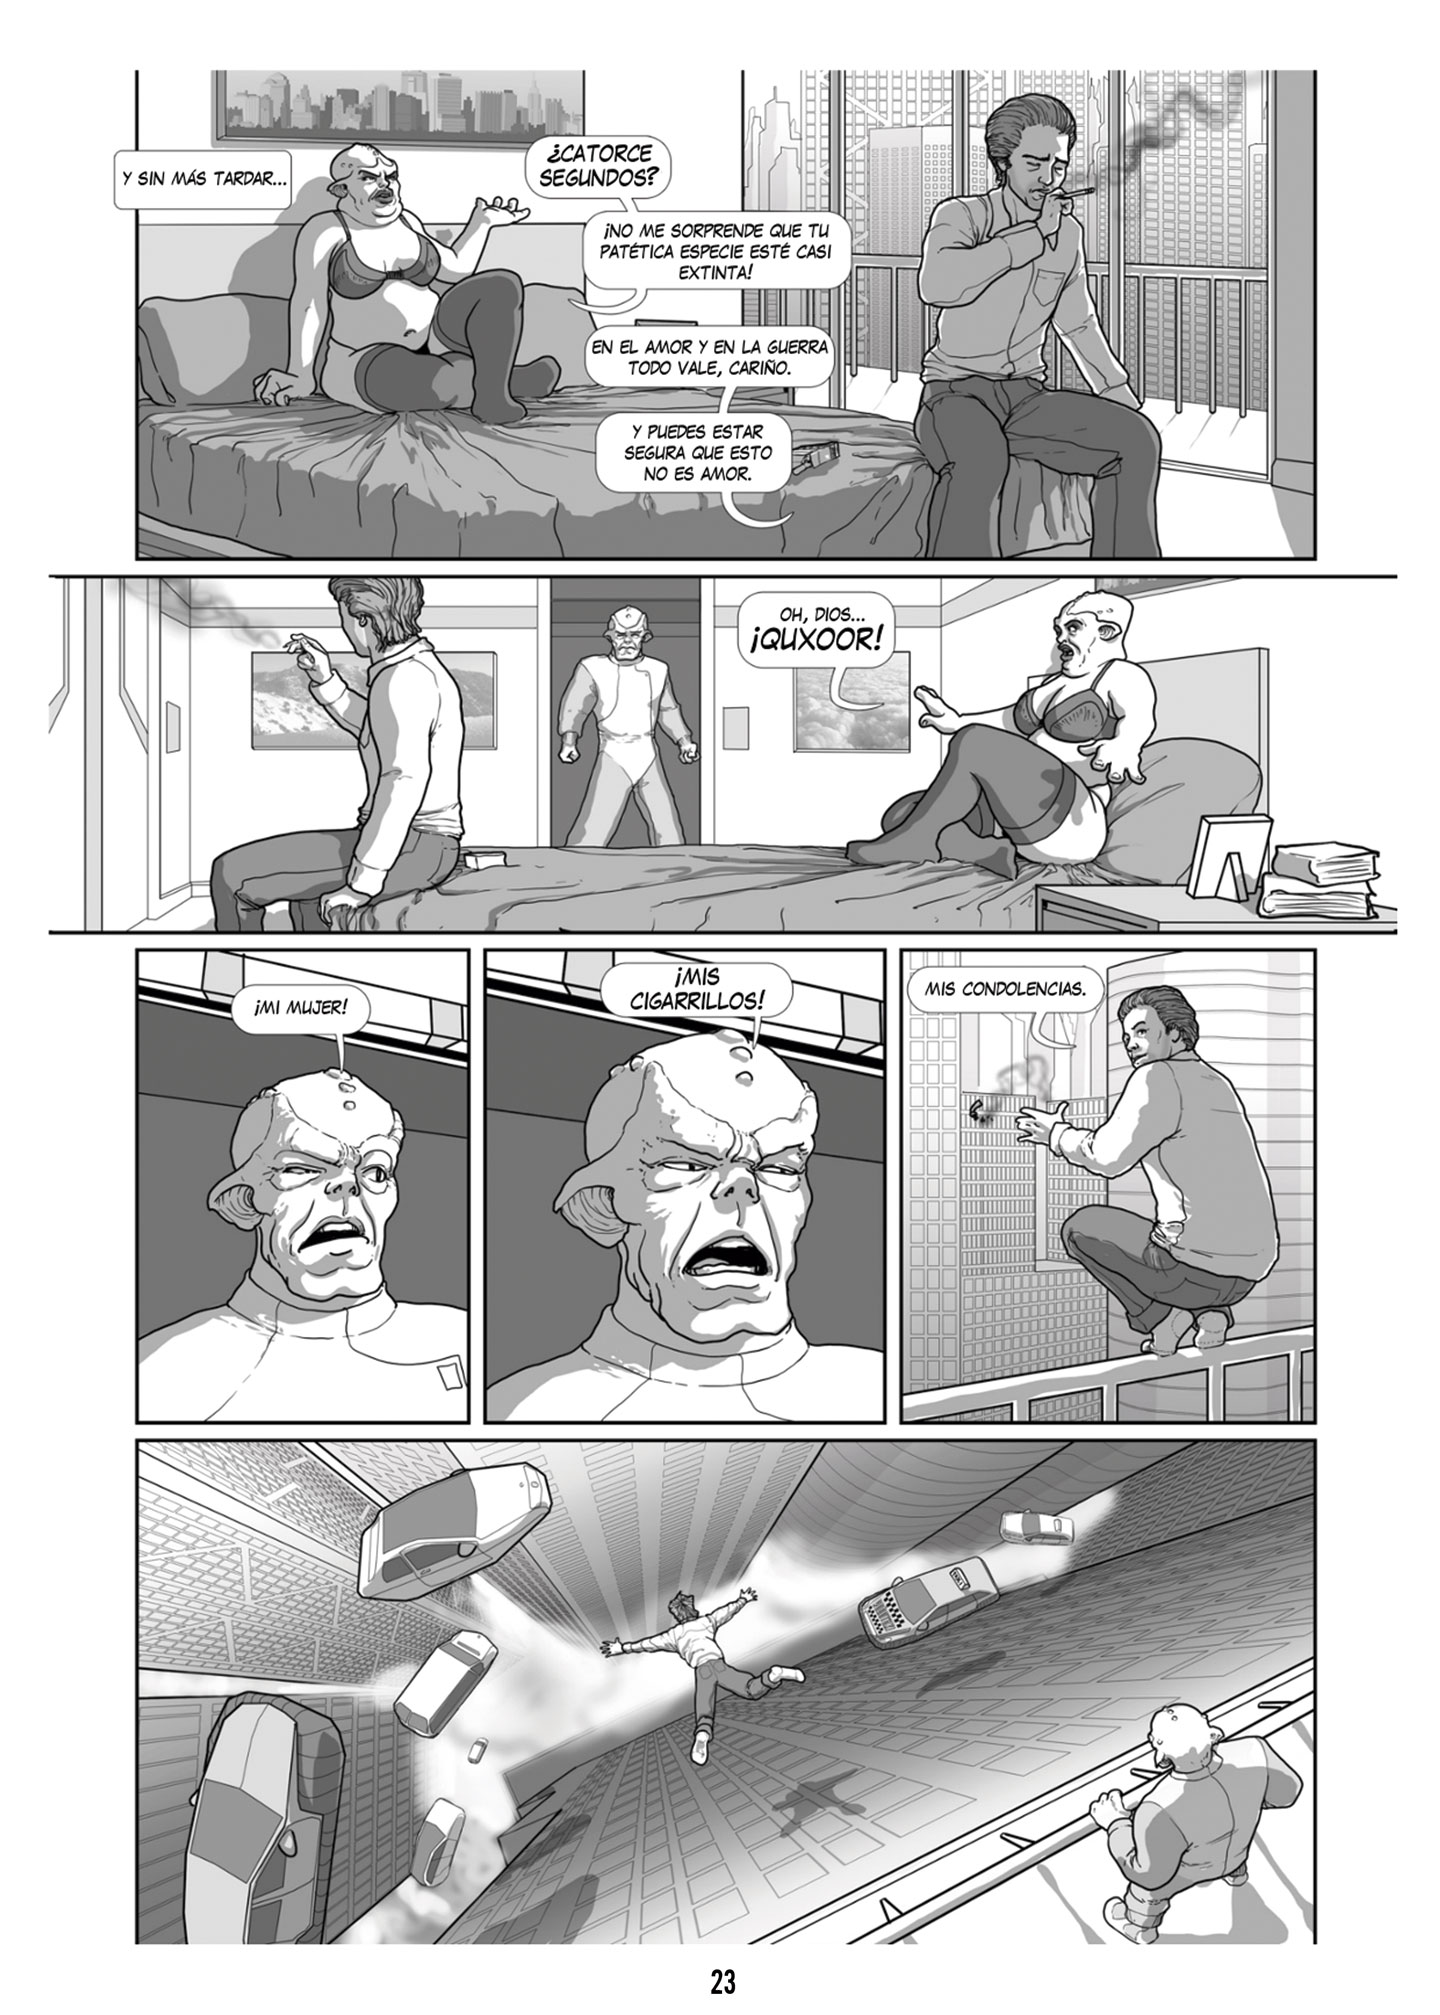 Y SIN MÁS TARDAR...
¿CATORCE
SEGUNDOS?
¡NO ME SORPRENDE QUE TU
PATÉTICA ESPECIE ESTÉ CASI
EXTINTA!
EN EL AMOR Y EN LA GUERRA
TODO VALE, CARIÑO.
Y PUEDES ESTAR
SEGURA QUE ESTO
NO ES AMOR.
OH, DIOS...
¡QUXOOR!
¡MI MUJER!
¡MIS
CIGARRILLOS!
MIS CONDOLENCIAS.
23